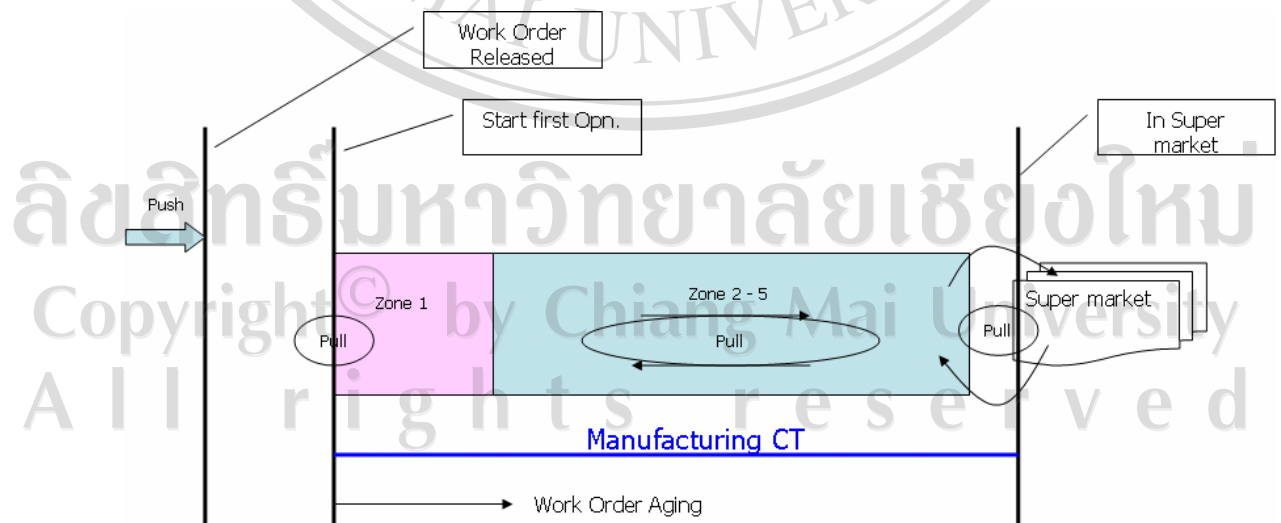 MAI UNIVER
Work Order
Released
Start first Opn.
In Super
market
ลิขสิทธิ์มหาวิทยาลัยเชียงใหม่
Push
Zone 1
Zone 2 - 5
Super market
Copyright© by Chiang Mai University
Pull
Pull
Pull
All rights reserved
Manufacturing CT
Work Order Aging